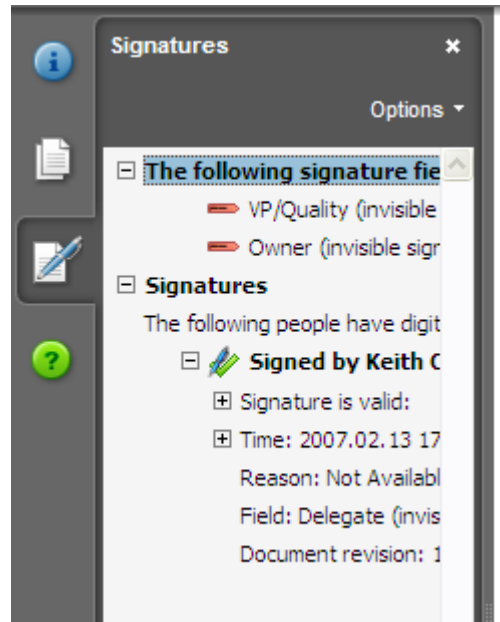 Signatures
Options
The following signature fie
VP/Quality (invisible
Owner (invisible sigr
Signatures
The following people have digit
Signed by Keith C
Signature is valid:
Time: 2007.02.13 17
Reason: Not Availabl
Field: Delegate (invis
Document revision: 1